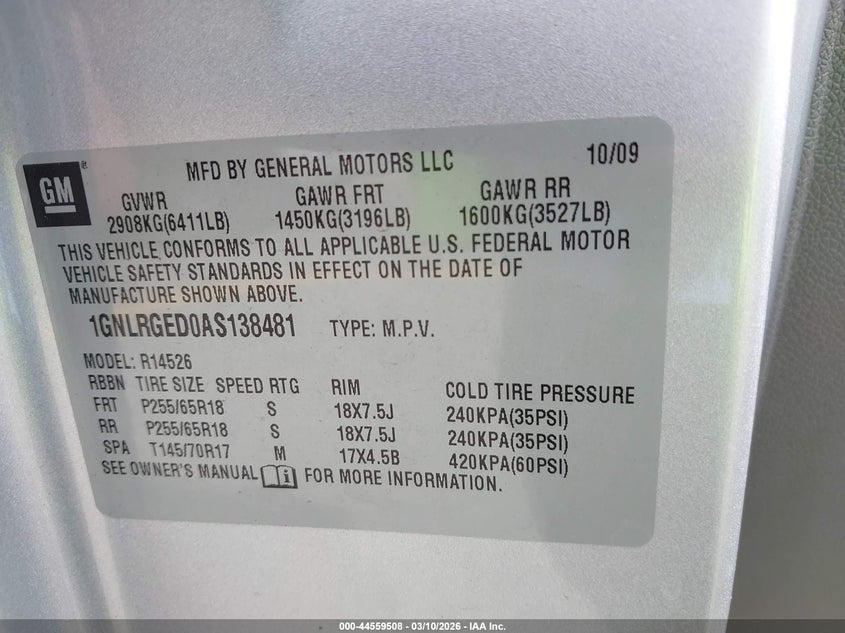 MFD BY GENERAL MOTORS LLC 10/09
GM ®
GVWR GAWR FRT GAWR RR
2908KG(6411LB) 1450KG(3196LB) 1600KG(3527LB)
THIS VEHICLE CONFORMS TO ALL APPLICABLE U.S. FEDERAL MOTOR
VEHICLE SAFETY STANDARDS IN EFFECT ON THE DATE OF
MANUFACTURE SHOWN ABOVE.
1GNLRGED0AS138481 TYPE: M.P.V.
MODEL: R14526
RBBN TIRE SIZE SPEED RTG RIM COLD TIRE PRESSURE
FRT P255/65R18 S 18X7.5J 240KPA(35PSI)
RR P255/65R18 S 18X7.5J 240KPA(35PSI)
SPA T145/70R17 M 17X4.5B 420KPA(60PSI)
SEE OWNER'S MANUAL i FOR MORE INFORMATION.
000-44559508 - 03/10/2026 - IAA Inc.